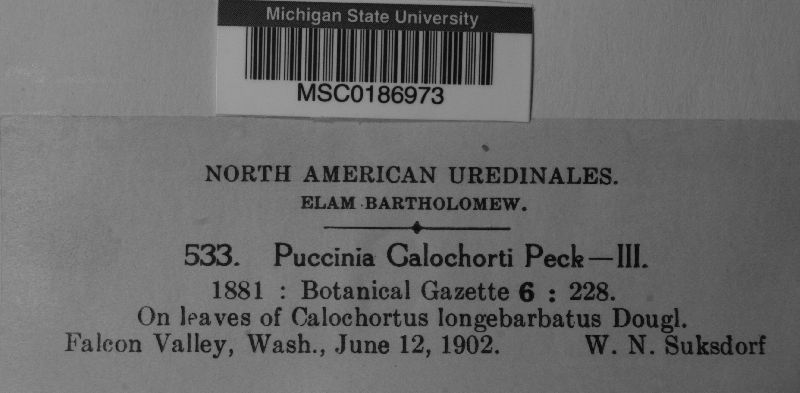 Michigan State University
MSC0186973
NORTH AMERICAN UREDINALES.
ELAM BARTHOLOMEW.
533. Puccinia Calochorti Peck—III.
1881 : Botanical Gazette 6 : 228.
On leaves of Calochortus longebarbatus Dougl.
Falcon Valley, Wash., June 12, 1902. W. N. Suksdorf